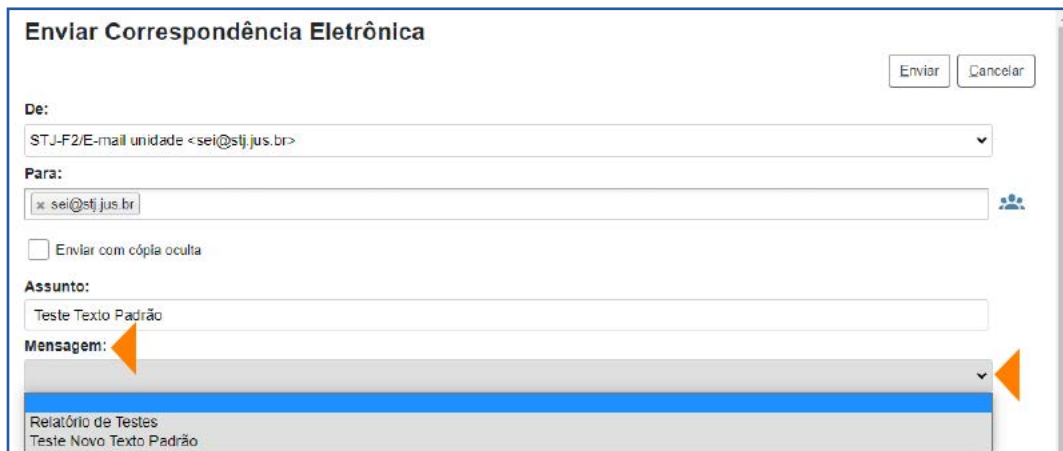 Enviar Correspondência Eletrônica
Enviar Cancelar
De:
STJ-F2/E-mail unidade <sei@stj.jus.br>
Para:
× sei@stj.jus.br
Enviar com cópia oculta
Assunto:
Teste Texto Padrão
Mensagem:
Relatório de Testes
Teste Novo Texto Padrão